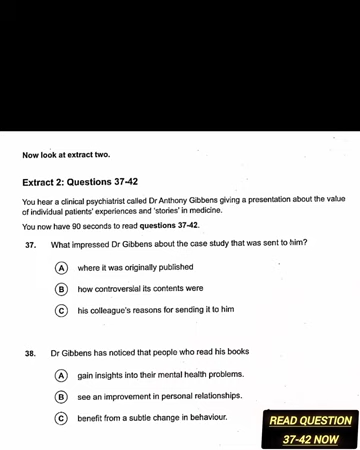 Now look at extract two.
Extract 2: Questions 37-42
You hear a clinical psychiatrist called Dr Anthony Gibbens giving a presentation about the value
of individual patients' experiences and 'stories' in medicine.
You now have 90 seconds to read questions 37-42.
37. What impressed Dr Gibbens about the case study that was sent to him?
A where it was originally published
B how controversial its contents were
C his colleague's reasons for sending it to him
38. Dr Gibbens has noticed that people who read his books
A gain insights into their mental health problems.
B see an improvement in personal relationships.
C benefit from a subtle change in behaviour.
READ QUESTION
37-42 NOW